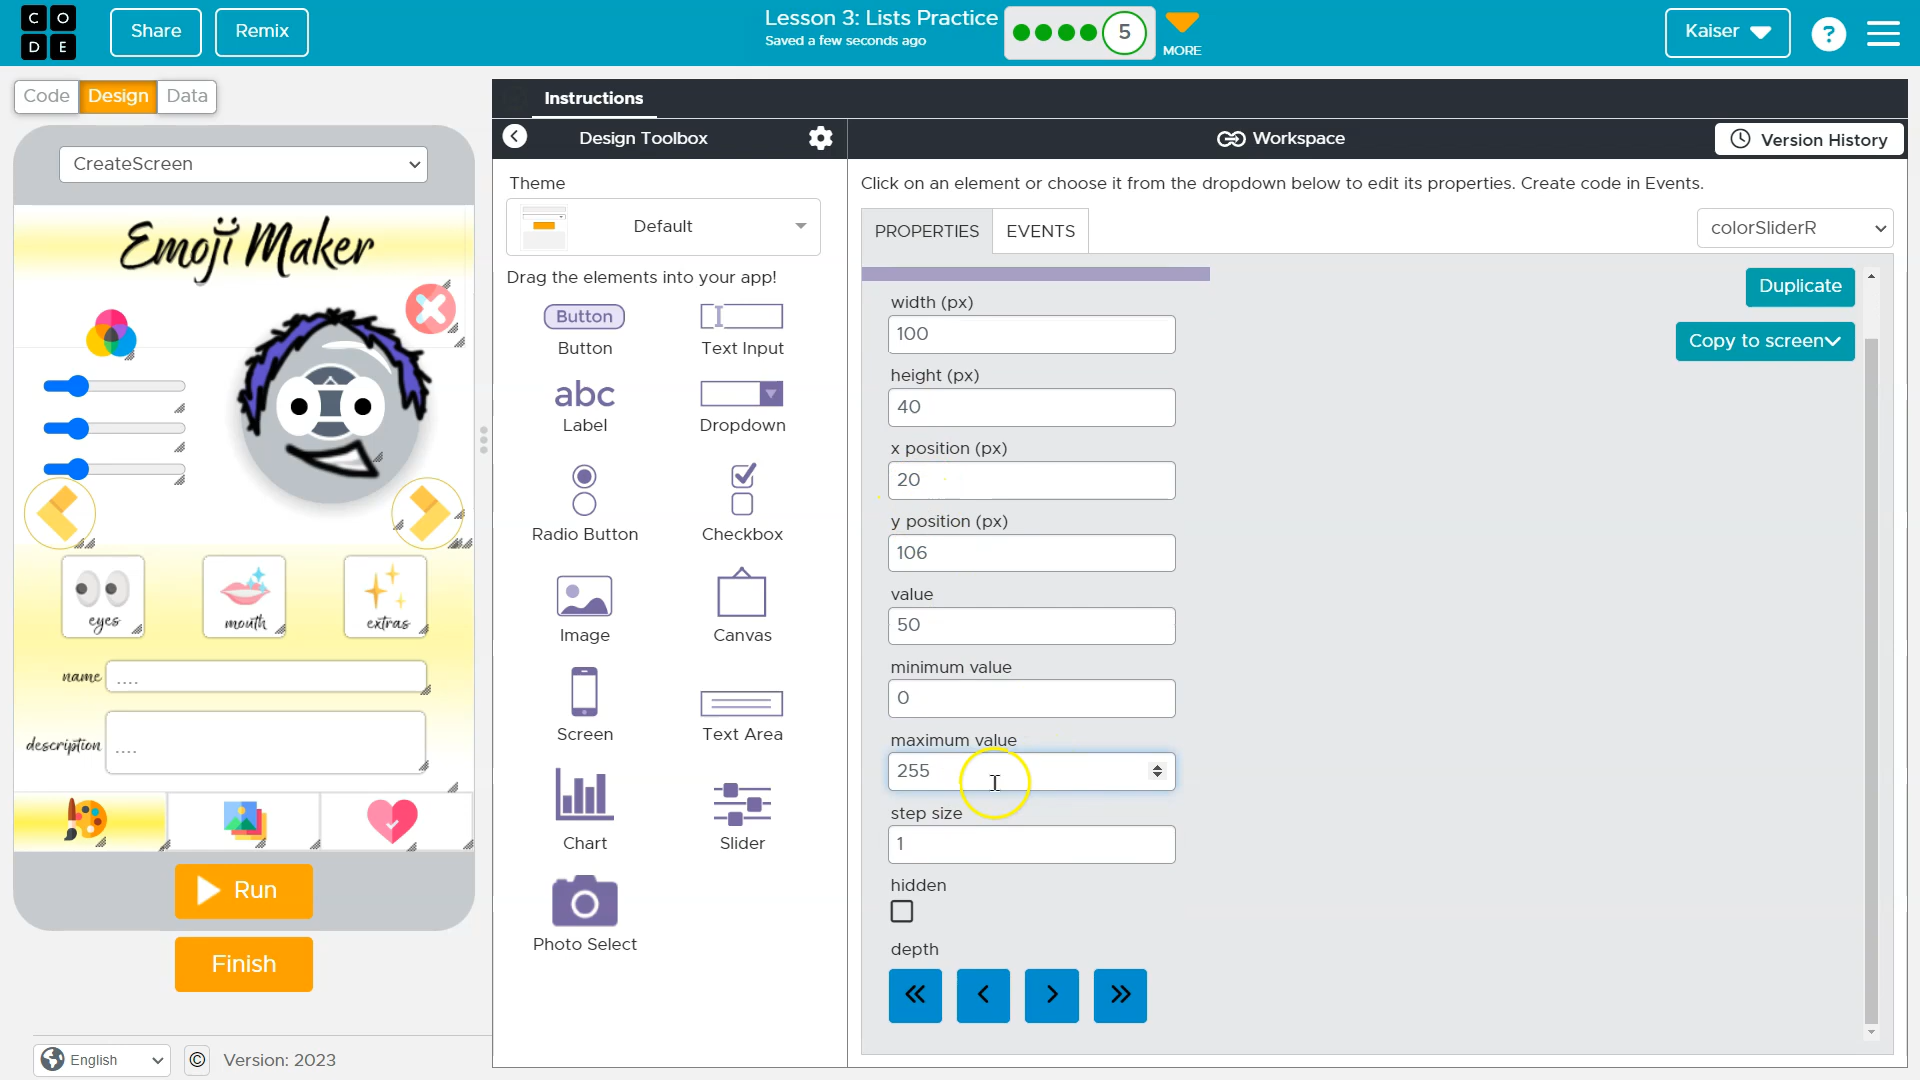 C O
D E
Share
Remix
Lesson 3: Lists Practice
Saved a few seconds ago
5
MORE
Kaiser
?
Code
Design
Data
Instructions
Design Toolbox
Workspace
Version History
CreateScreen
Theme
Default
Click on an element or choose it from the dropdown below to edit its properties. Create code in Events.
PROPERTIES
EVENTS
colorSliderR
Drag the elements into your app!
Button
Button
Text Input
abc
Label
Dropdown
Radio Button
Checkbox
Image
Canvas
Screen
Text Area
Chart
Slider
Photo Select
Duplicate
Copy to screen
width (px)
100
height (px)
40
x position (px)
20
y position (px)
106
value
50
minimum value
0
maximum value
255
step size
1
hidden
depth
Emoji Maker
eyes
mouth
extras
name
....
description
....
Run
Finish
English
©
Version: 2023